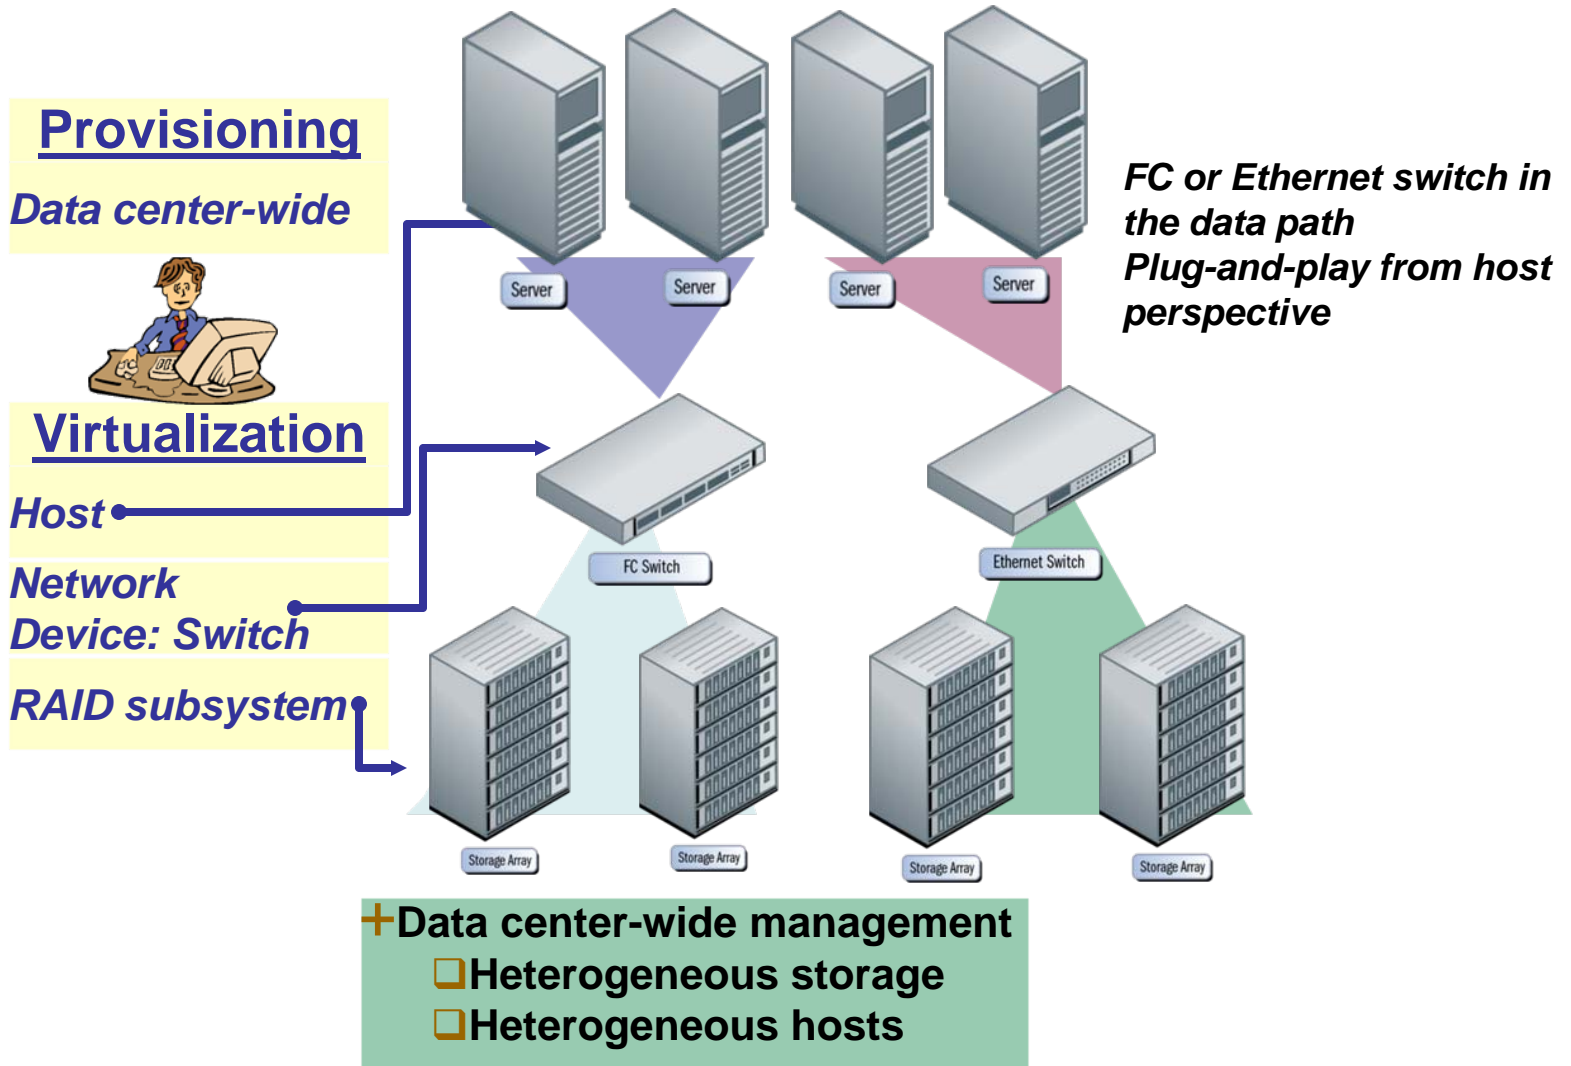 Provisioning
Data center-wide
Virtualization
Host
Network
Device: Switch
RAID subsystem
Server
Server
Server
Server
FC or Ethernet switch in
the data path
Plug-and-play from host
perspective
FC Switch
Ethernet Switch
Storage Array
Storage Array
Storage Array
Storage Array
+Data center-wide management
❑Heterogeneous storage
❑Heterogeneous hosts